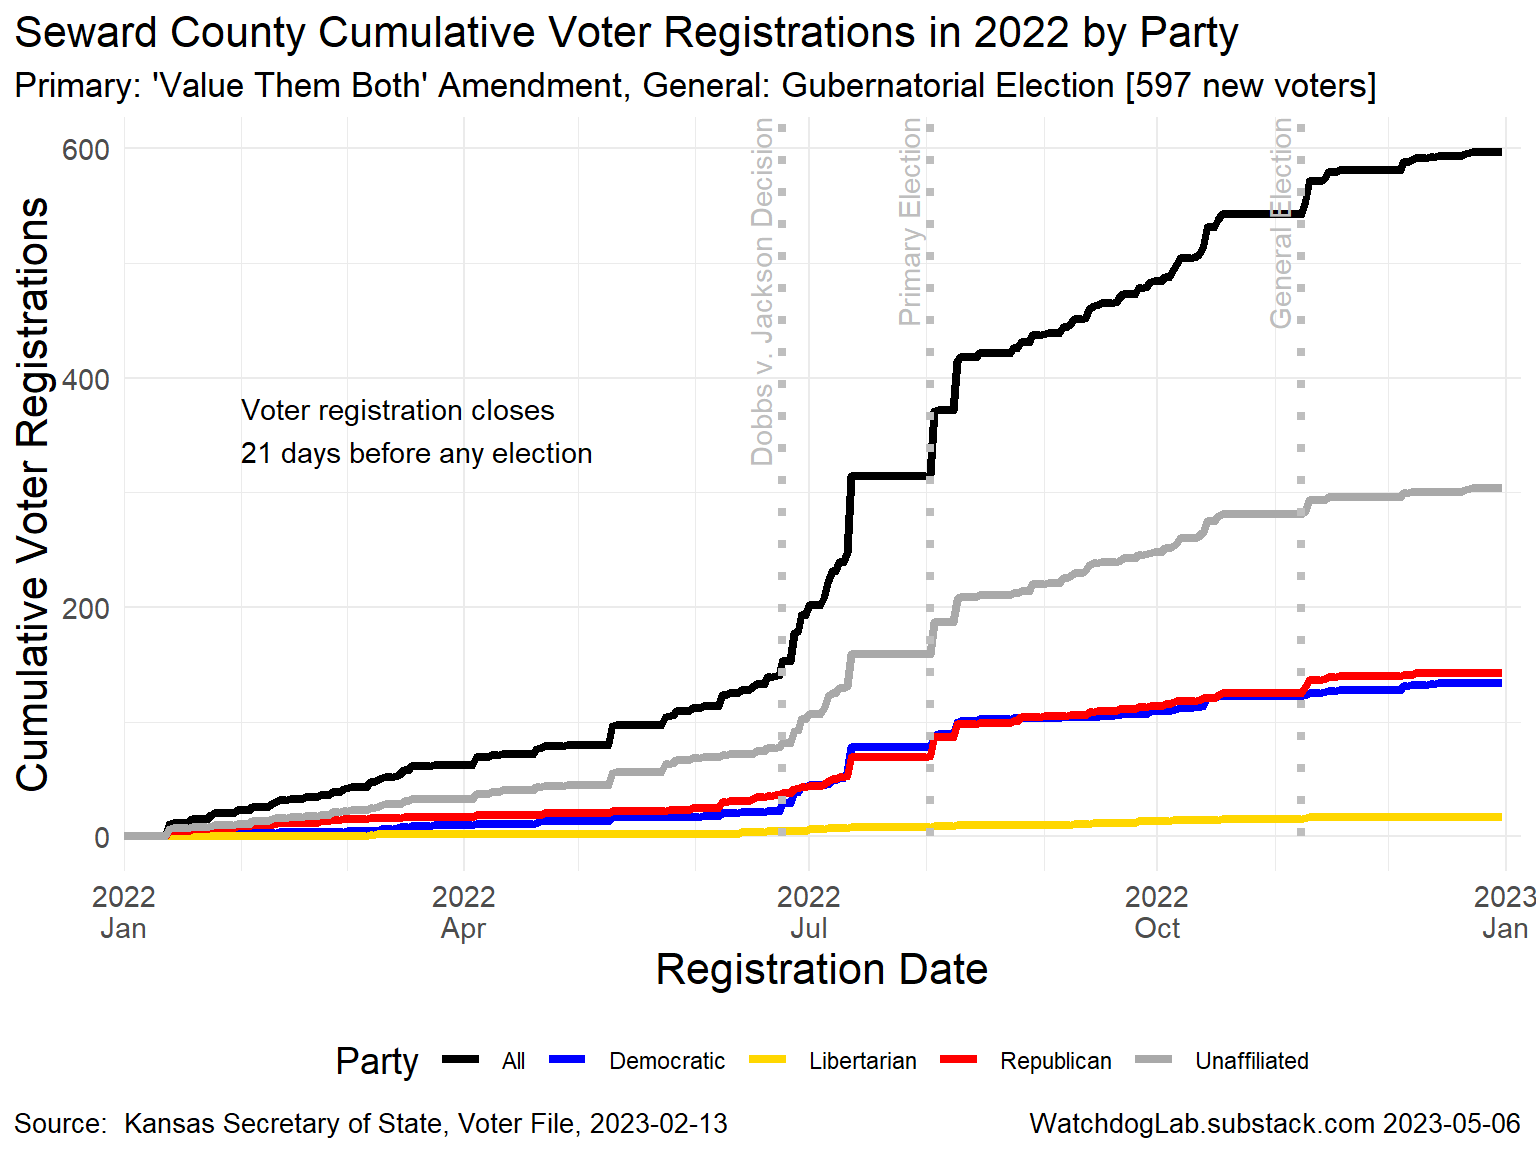 Seward County Cumulative Voter Registrations in 2022 by Party
Primary: 'Value Them Both' Amendment, General: Gubernatorial Election [597 new voters]
Cumulative Voter Registrations
600
400
200
0
Dobbs v. Jackson Decision
Primary Election
General Election
Voter registration closes
21 days before any election
2022
Jan
2022
Apr
2022
Jul
2022
Oct
2023
Jan
Registration Date
Party All Democratic Libertarian Republican Unaffiliated
Source:  Kansas Secretary of State, Voter File, 2023-02-13
WatchdogLab.substack.com 2023-05-06